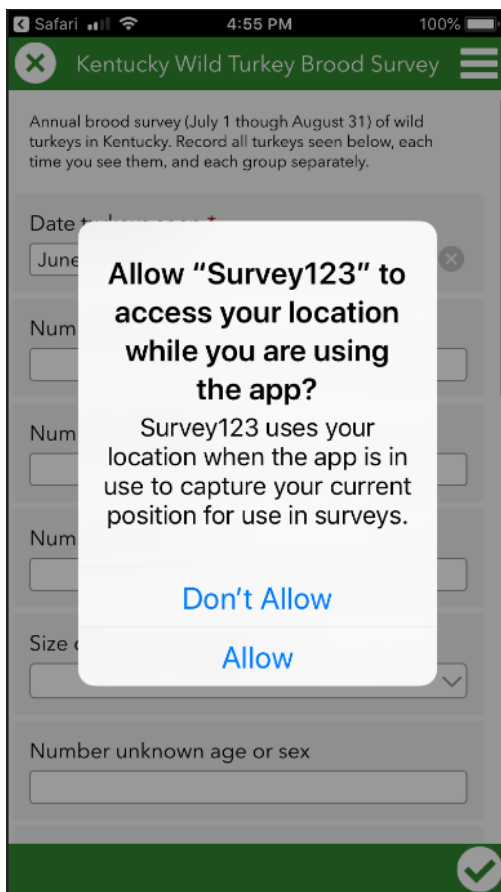 Safari 4:55 PM 100%
Kentucky Wild Turkey Brood Survey
Annual brood survey (July 1 though August 31) of wild
turkeys in Kentucky. Record all turkeys seen below, each
time you see them, and each group separately.
Date
June
Allow “Survey123” to
access your location
while you are using
the app?
Survey123 uses your
location when the app is in
use to capture your current
position for use in surveys.
Don’t Allow
Allow
Num
Num
Num
Size
Number unknown age or sex